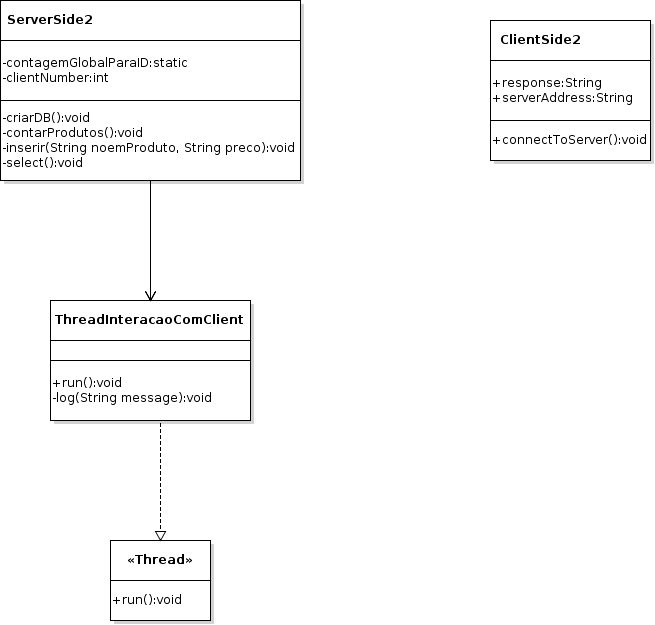 ServerSide2
-contagemGlobalParaID:static
-clientNumber:int
-criarDB():void
-contarProdutos():void
-inserir(String noemProduto, String preco):void
-select():void
ClientSide2
+response:String
+serverAddress:String
+connectToServer():void
ThreadInteracaoComClient
+run():void
-log(String message):void
«Thread»
+run():void